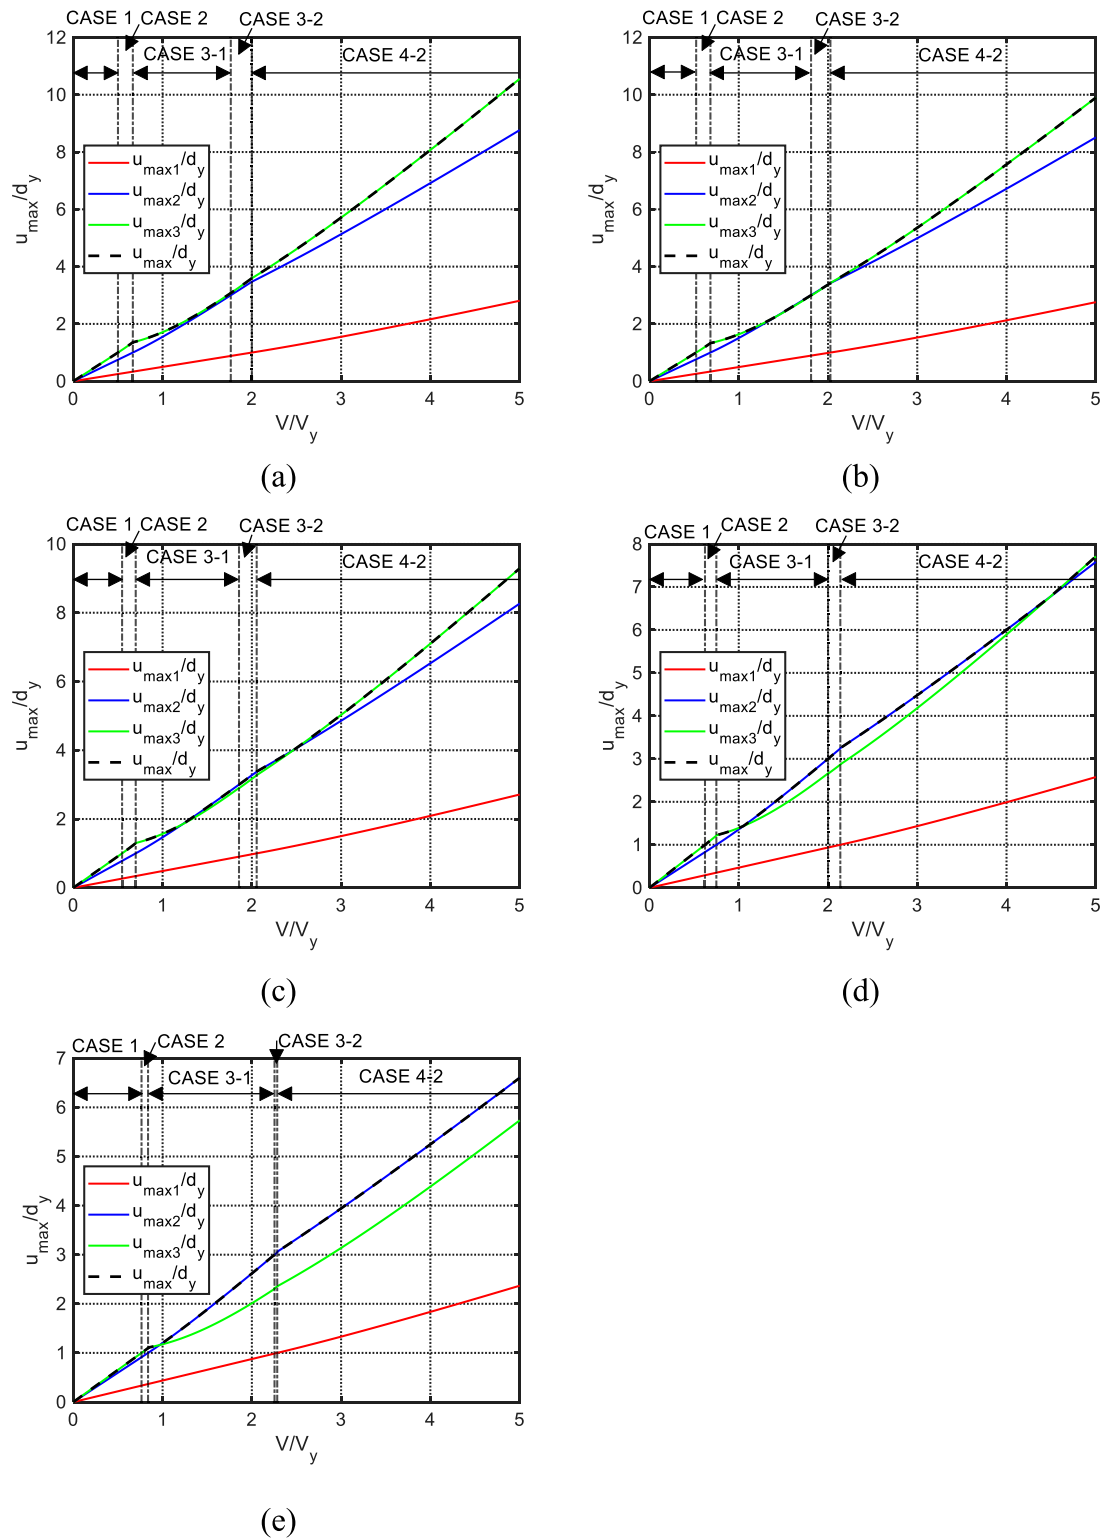 CASE 1 CASE 2 CASE 3-2
CASE 3-1 CASE 4-2
12
10
8
6
4
2
0
u_max/d_y
u_max1/d_y
u_max2/d_y
u_max3/d_y
u_max/d_y
0 1 2 3 4 5
V/V_y
(a)
CASE 1 CASE 2 CASE 3-2
CASE 3-1 CASE 4-2
12
10
8
6
4
2
0
u_max/d_y
u_max1/d_y
u_max2/d_y
u_max3/d_y
u_max/d_y
0 1 2 3 4 5
V/V_y
(b)
CASE 1 CASE 2 CASE 3-2
CASE 3-1 CASE 4-2
10
8
6
4
2
0
u_max/d_y
u_max1/d_y
u_max2/d_y
u_max3/d_y
u_max/d_y
0 1 2 3 4 5
V/V_y
(c)
CASE 1 CASE 2 CASE 3-2
CASE 3-1 CASE 4-2
8
7
6
5
4
3
2
1
0
u_max/d_y
u_max1/d_y
u_max2/d_y
u_max3/d_y
u_max/d_y
0 1 2 3 4 5
V/V_y
(d)
CASE 1 CASE 2 CASE 3-2
CASE 3-1 CASE 4-2
7
6
5
4
3
2
1
0
u_max/d_y
u_max1/d_y
u_max2/d_y
u_max3/d_y
u_max/d_y
0 1 2 3 4 5
V/V_y
(e)